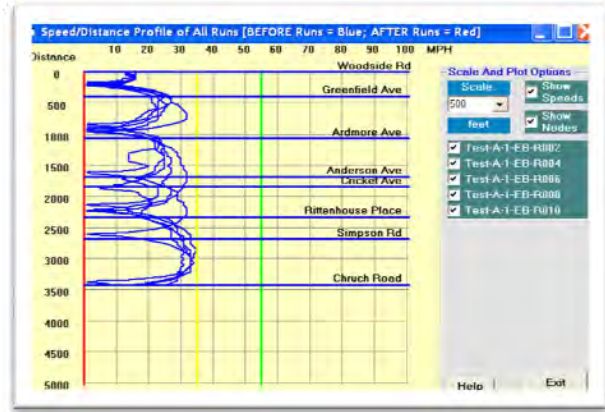 Speed/Distance Profile of All Runs [BEFORE Runs = Blue; AFTER Runs = Red]
Distance
10 20 30 40 50 60 70 80 90 100 MPH
Woodside Rd
0
Greenfield Ave
500
Ardmore Ave
1000
1500
Anderson Ave
Cricket Ave
2000
Rittenhouse Place
Simpson Rd
2500
3000
Chruch Road
3500
4000
4500
5000
Scale And Plot Options
Scale
500
feet
Show Speeds
Show Nodes
Test-A-1-EB-R002
Test-A-1-EB-R004
Test-A-1-EB-R006
Test-A-1-EB-R008
Test-A-1-EB-R010
Help
Exit